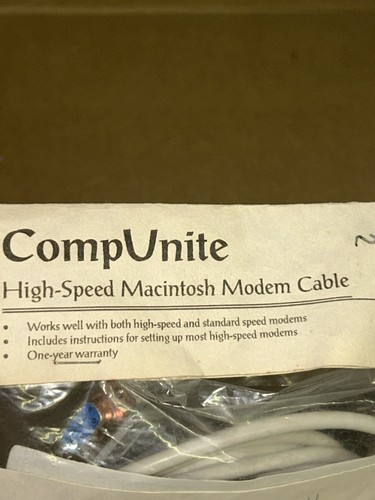 CompUnite
High-Speed Macintosh Modem Cable
• Works well with both high-speed and standard speed modems
• Includes instructions for setting up most high-speed modems
• One-year warranty